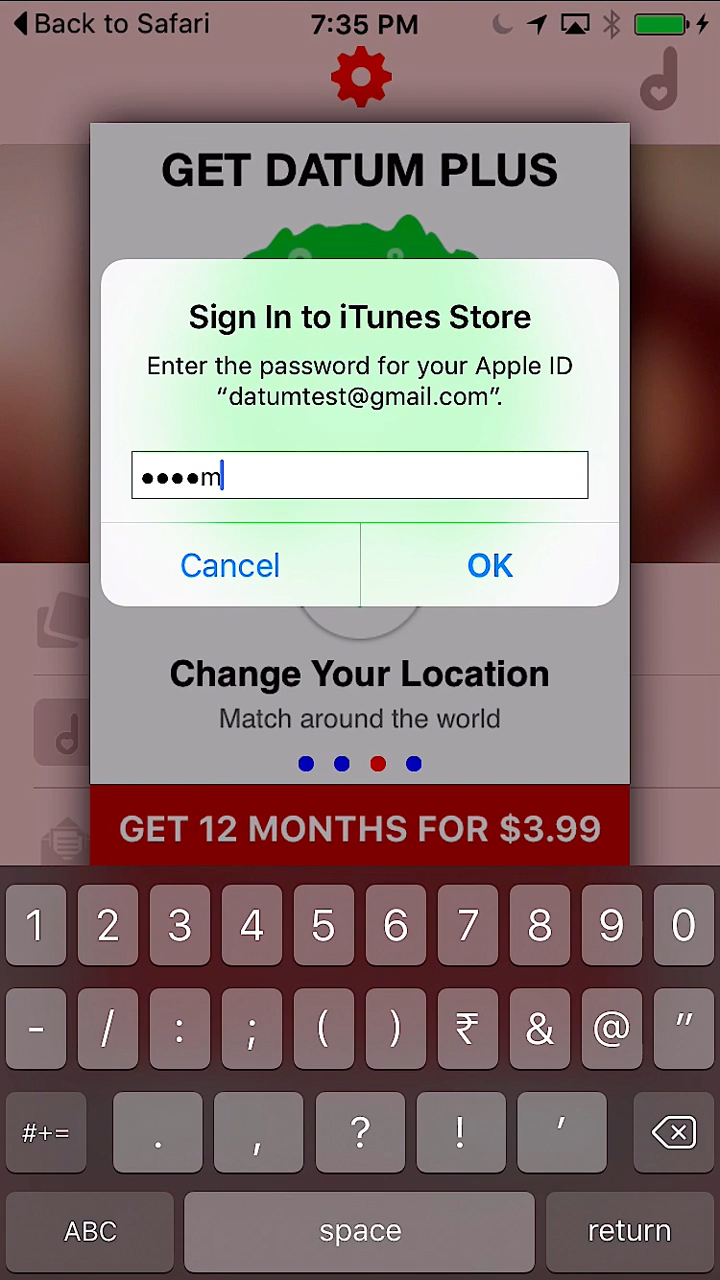 Back to Safari 7:35 PM
GET DATUM PLUS
Sign In to iTunes Store
Enter the password for your Apple ID
“datumtest@gmail.com”.
••••m
Cancel OK
Change Your Location
Match around the world
GET 12 MONTHS FOR $3.99
1 2 3 4 5 6 7 8 9 0
- / : ; ( ) ₹ & @ "
#+= . , ? ! ’
ABC space return